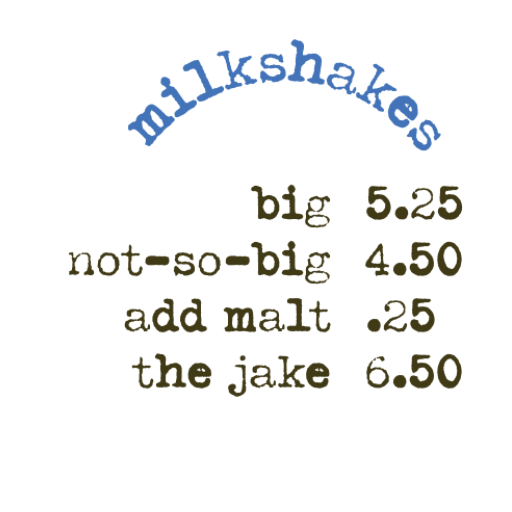 milkshakes
big 5.25
not-so-big 4.50
add malt .25
the jake 6.50